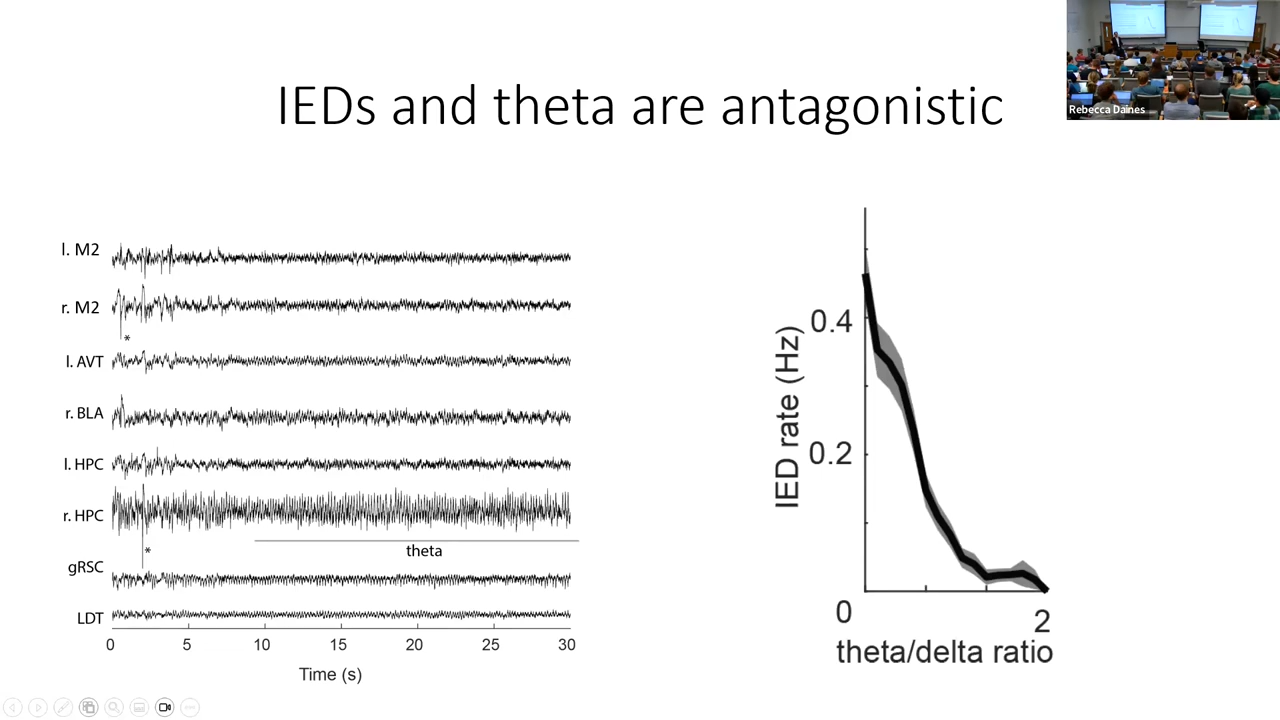 Rebecca Daines
IEDs and theta are antagonistic
l. M2
r. M2
*
l. AVT
r. BLA
l. HPC
r. HPC
*
theta
gRSC
LDT
0 5 10 15 20 25 30
Time (s)
IED rate (Hz)
0.4
0.2
0 2
theta/delta ratio